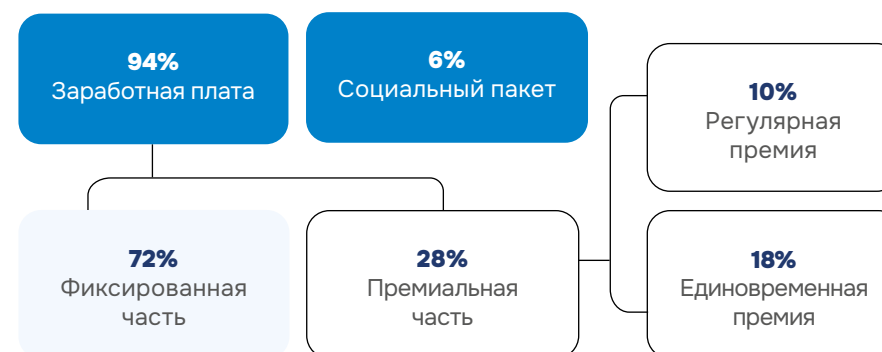 94%
Заработная плата
6%
Социальный пакет
10%
Регулярная
премия
72%
Фиксированная
часть
28%
Премиальная
часть
18%
Единовременная
премия